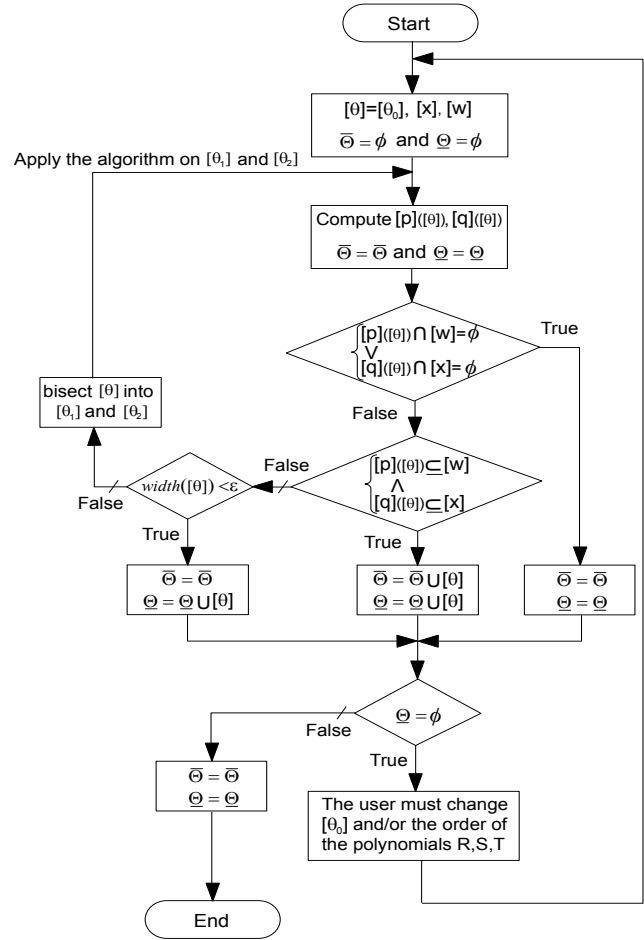 Start
[θ]=[θ₀], [x], [w]
Θ̅ = ϕ and Θ̲ = ϕ
Apply the algorithm on [θ₁] and [θ₂]
Compute [p]([θ]), [q]([θ])
Θ̅ = Θ̅ and Θ̲ = Θ̲
[p]([θ])∩[w]=ϕ
V
[q]([θ])∩[x]=ϕ
True
False
bisect [θ] into
[θ₁] and [θ₂]
[p]([θ])⊆[w]
Λ
[q]([θ])⊆[x]
False
width([θ]) <ε
False
True
True
Θ̅ = Θ̅
Θ̲ = Θ̲ ∪[θ]
Θ̅ = Θ̅ ∪[θ]
Θ̲ = Θ̲ ∪[θ]
Θ̅ = Θ̅
Θ̲ = Θ̲
Θ̲ = ϕ
False
True
Θ̅ = Θ̅
Θ̲ = Θ̲
The user must change
[θ₀] and/or the order of
the polynomials R,S,T
End